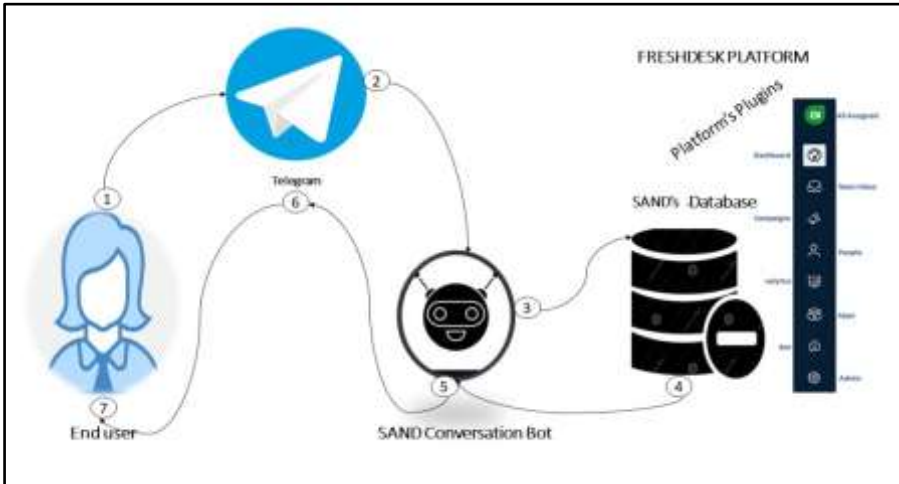 FRESHDESK PLATFORM
Platform's Plugins
2
Dashboard
Telegram
1
6
SAND's -Database
Campaigns
People
3
7
5
4
End user
SAND Conversation Bot